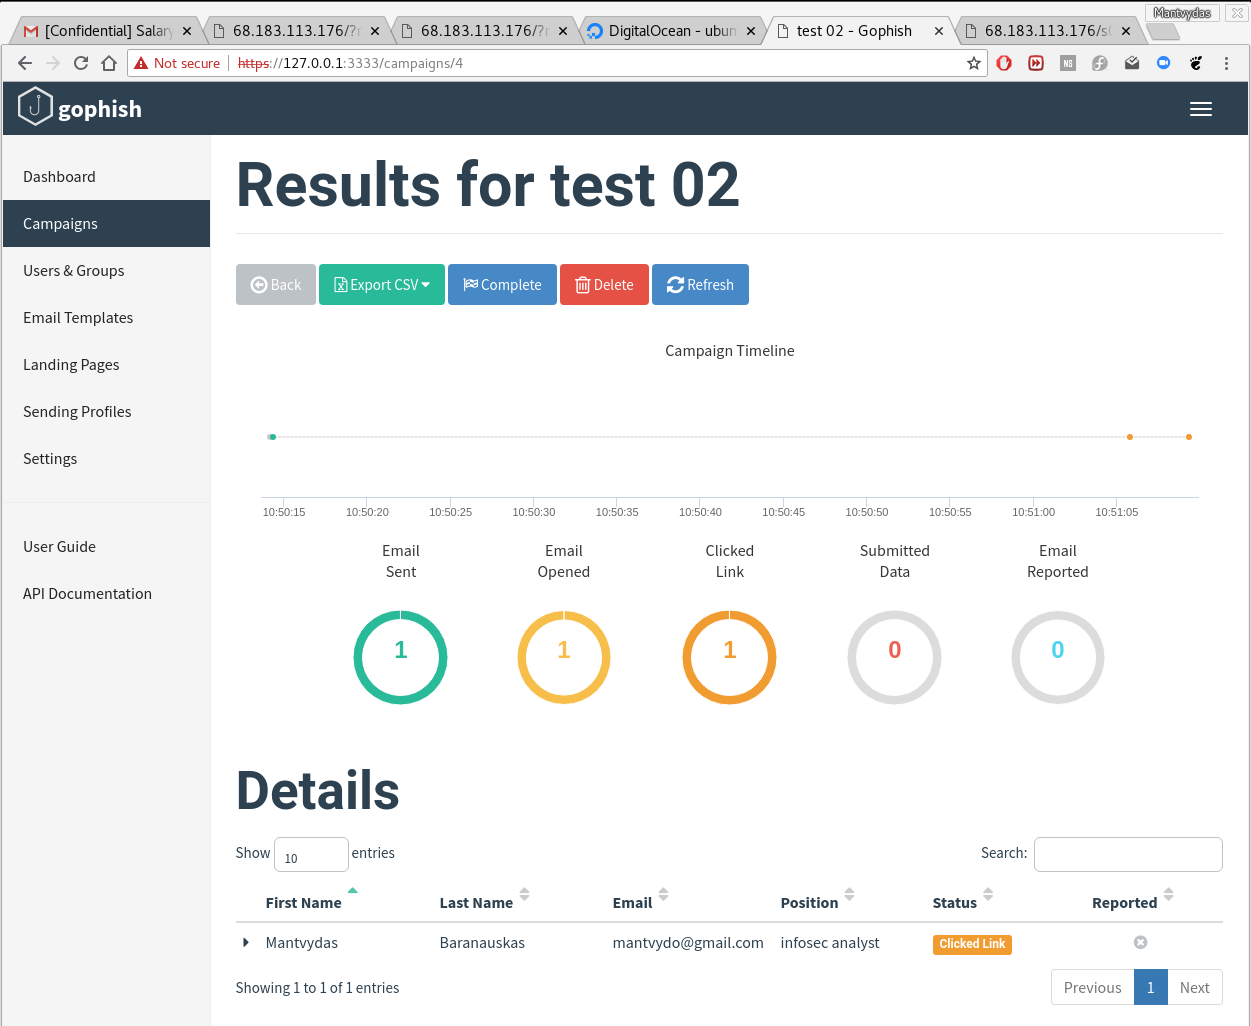 Mantvydas
[Confidential] Salary
68.183.113.176/?r
68.183.113.176/?r
DigitalOcean - ubun
test 02 - Gophish
68.183.113.176/s
Not secure
https://127.0.0.1:3333/campaigns/4
gophish
Dashboard
Campaigns
Users & Groups
Email Templates
Landing Pages
Sending Profiles
Settings
User Guide
API Documentation
Results for test 02
Back
Export CSV
Complete
Delete
Refresh
Campaign Timeline
10:50:15 10:50:20 10:50:25 10:50:30 10:50:35 10:50:40 10:50:45 10:50:50 10:50:55 10:51:00 10:51:05
Email
Sent
Email
Opened
Clicked
Link
Submitted
Data
Email
Reported
1 1 1 0 0
Details
Show 10 entries
Search:
First Name Last Name Email Position Status Reported
Mantvydas Baranauskas mantvydo@gmail.com infosec analyst Clicked Link
Showing 1 to 1 of 1 entries
Previous 1 Next